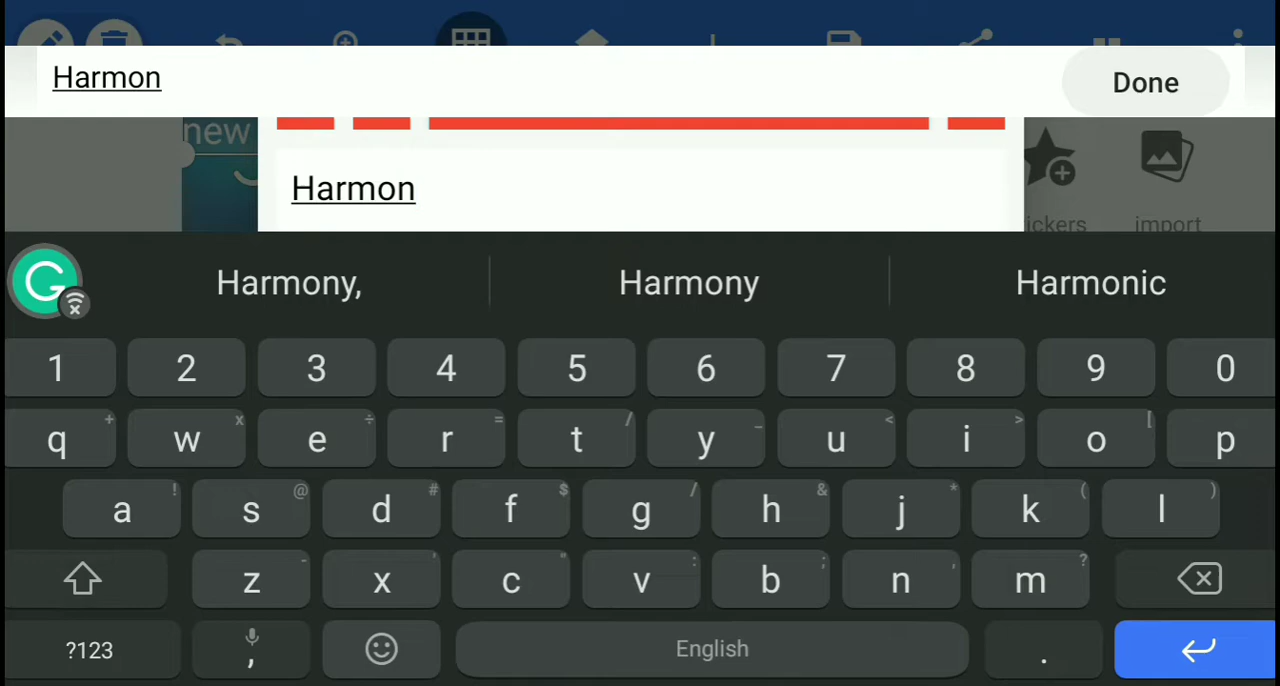 Harmon
Done
new
Harmon
ickers
import
Harmony,
Harmony
Harmonic
1 2 3 4 5 6 7 8 9 0
q + w x e ÷ r = t / y _ u < i > o [ p
a ! s @ d # f $ g / h & j * k ( l )
z - x ' c " v : b ; n , m ?
?123 , English .